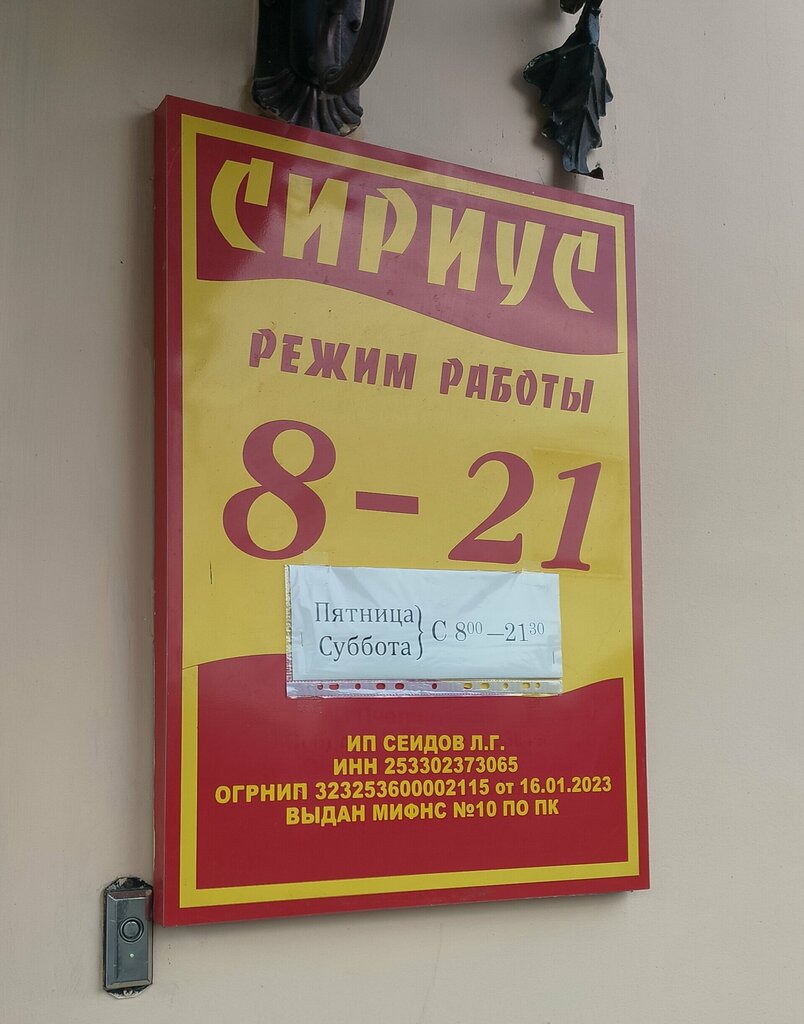 СИРИУС
РЕЖИМ РАБОТЫ
8 – 21
Пятница
Суббота } С 8⁰⁰ – 21³⁰
ИП СЕИДОВ Л.Г.
ИНН 253302373065
ОГРНИП 323253600002115 от 16.01.2023
ВЫДАН МИФНС №10 ПО ПК